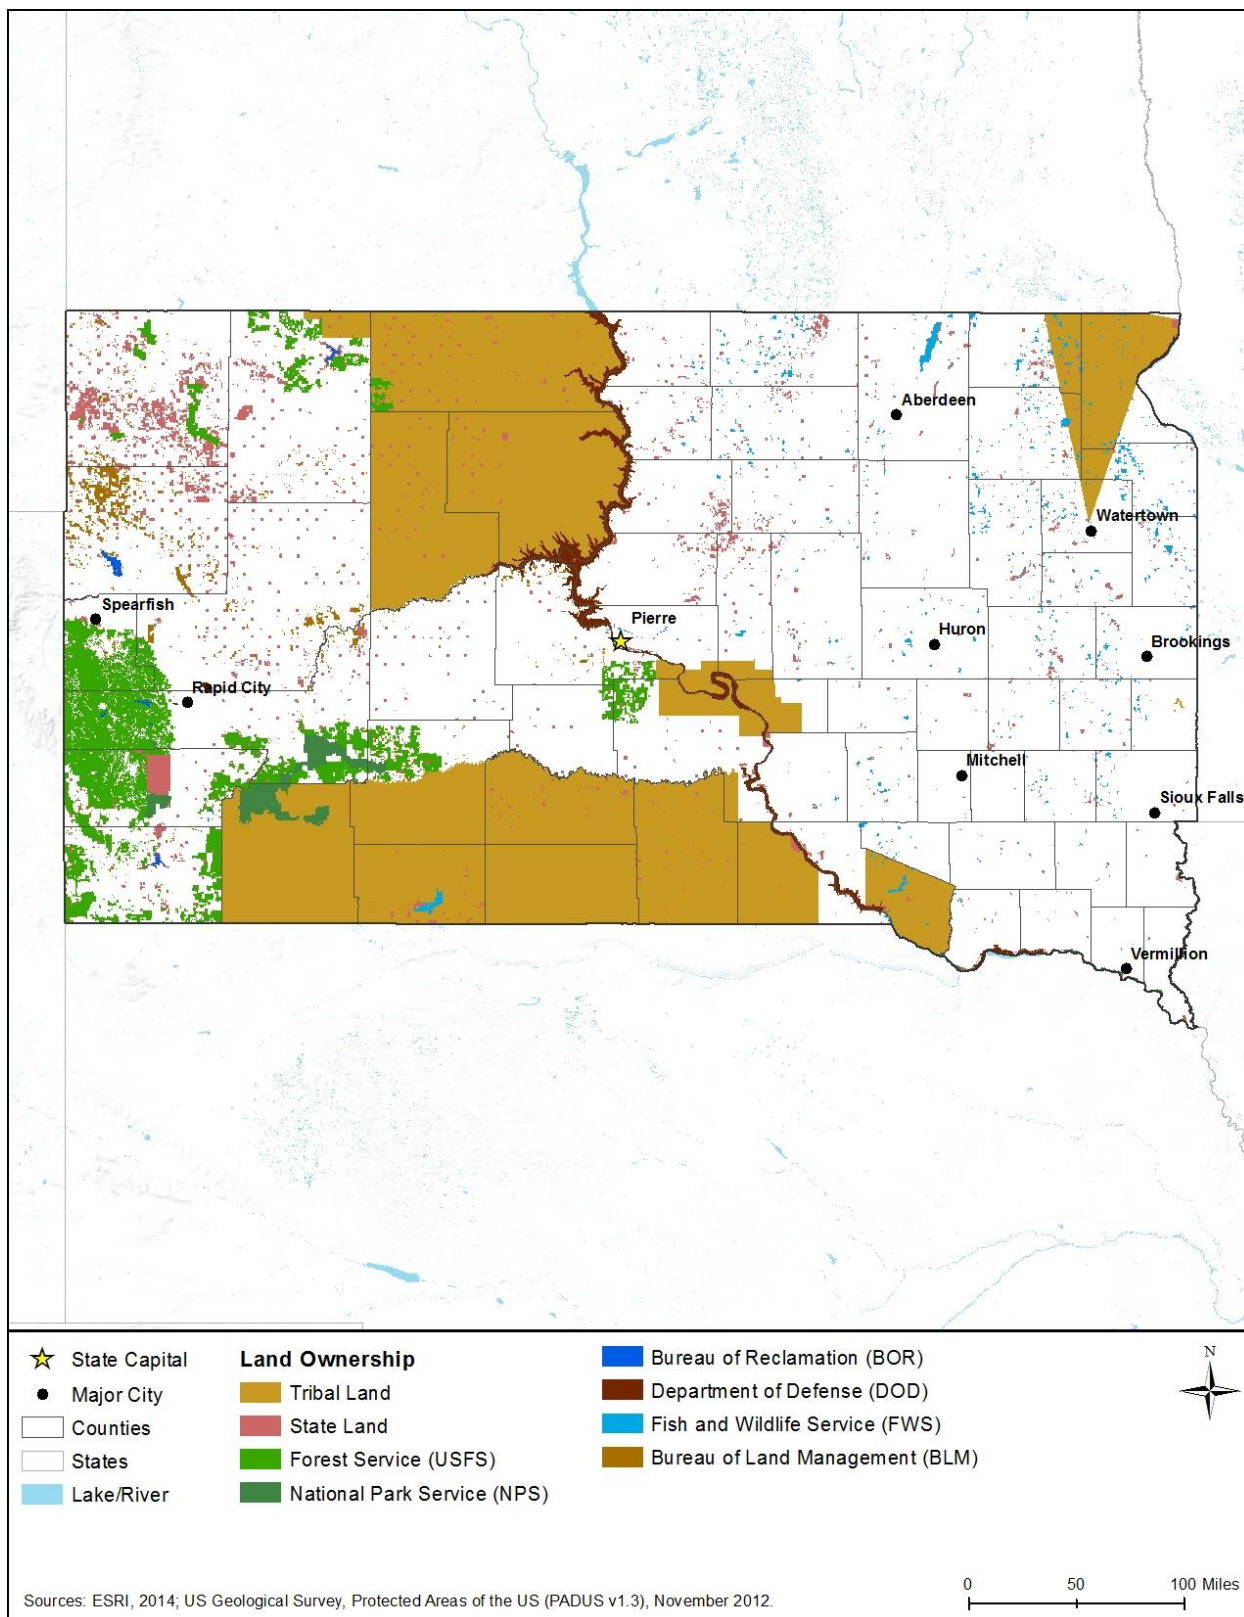 Aberdeen
Watertown
Spearfish
Pierre
Huron
Brookings
Rapid City
Mitchell
Sioux Falls
Vermillion
State Capital
Major City
Counties
States
Lake/River
Land Ownership
Tribal Land
State Land
Forest Service (USFS)
National Park Service (NPS)
Bureau of Reclamation (BOR)
Department of Defense (DOD)
Fish and Wildlife Service (FWS)
Bureau of Land Management (BLM)
N
0 50 100 Miles
Sources: ESRI, 2014; US Geological Survey, Protected Areas of the US (PADUS v1.3), November 2012.